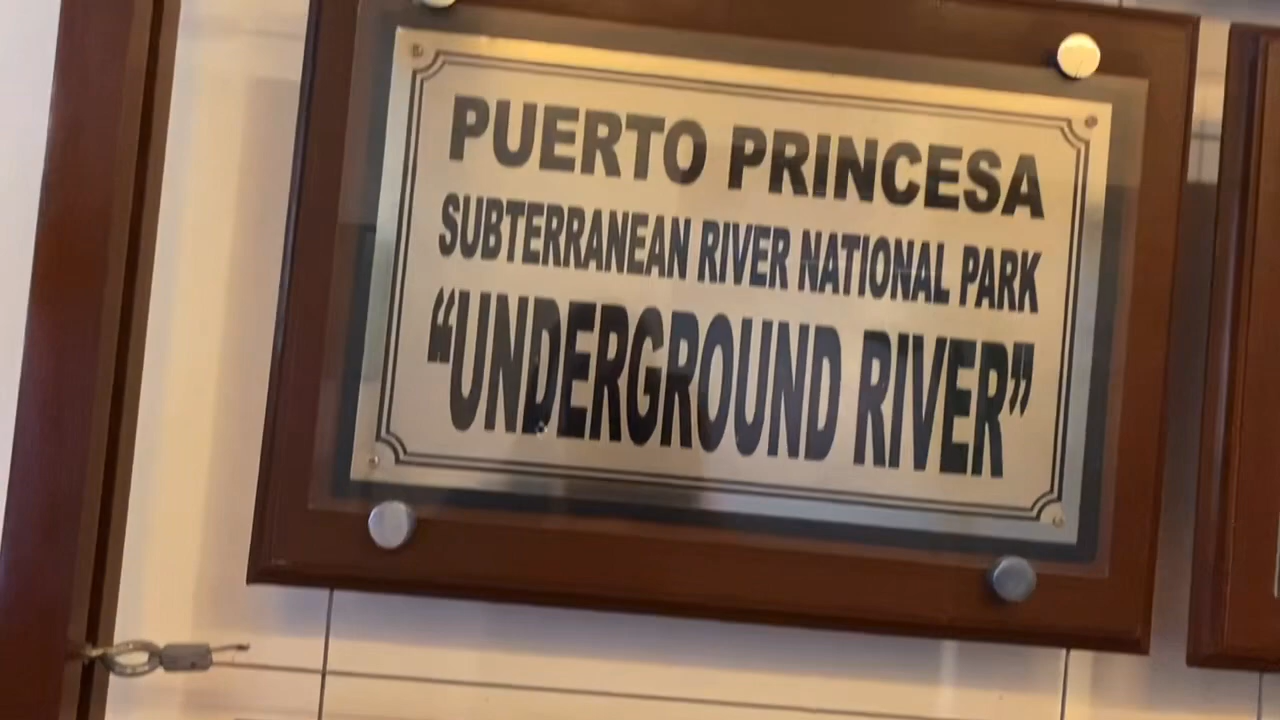 PUERTO PRINCESA
SUBTERRANEAN RIVER NATIONAL PARK
“UNDERGROUND RIVER”